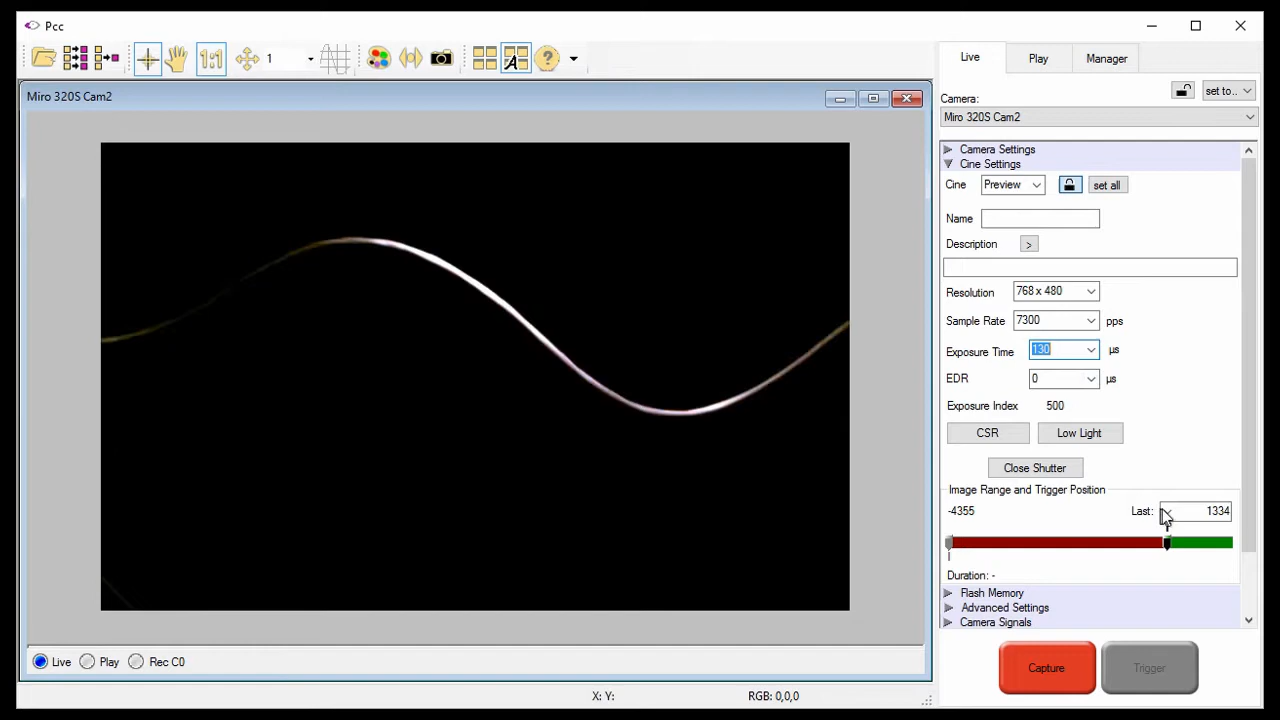 Pcc
1:1 1 A ?
Miro 320S Cam2
Live Play Manager
set to..
Camera:
Miro 320S Cam2
Camera Settings
Cine Settings
Cine Preview set all
Name
Description >
Resolution 768 x 480
Sample Rate 7300 pps
Exposure Time 130 µs
EDR 0 µs
Exposure Index 500
CSR Low Light
Close Shutter
Image Range and Trigger Position
-4355 Last: 1334
Duration: -
Flash Memory
Advanced Settings
Camera Signals
Capture Trigger
Live Play Rec C0
X: Y: RGB: 0,0,0